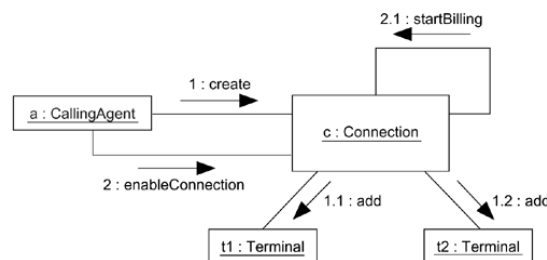 2.1 : startBilling
1 : create
a : CallingAgent
c : Connection
2 : enableConnection
1.1 : add
1.2 : add
t1 : Terminal
t2 : Terminal